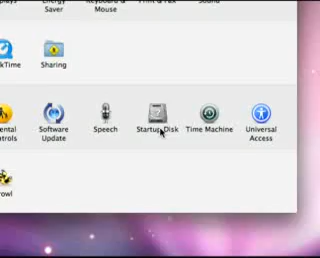 Energy
Saver
Keyboard &
Mouse
Print & Fax
Sound
Sharing
Software
Update
Speech
Startup Disk
Time Machine
Universal
Access